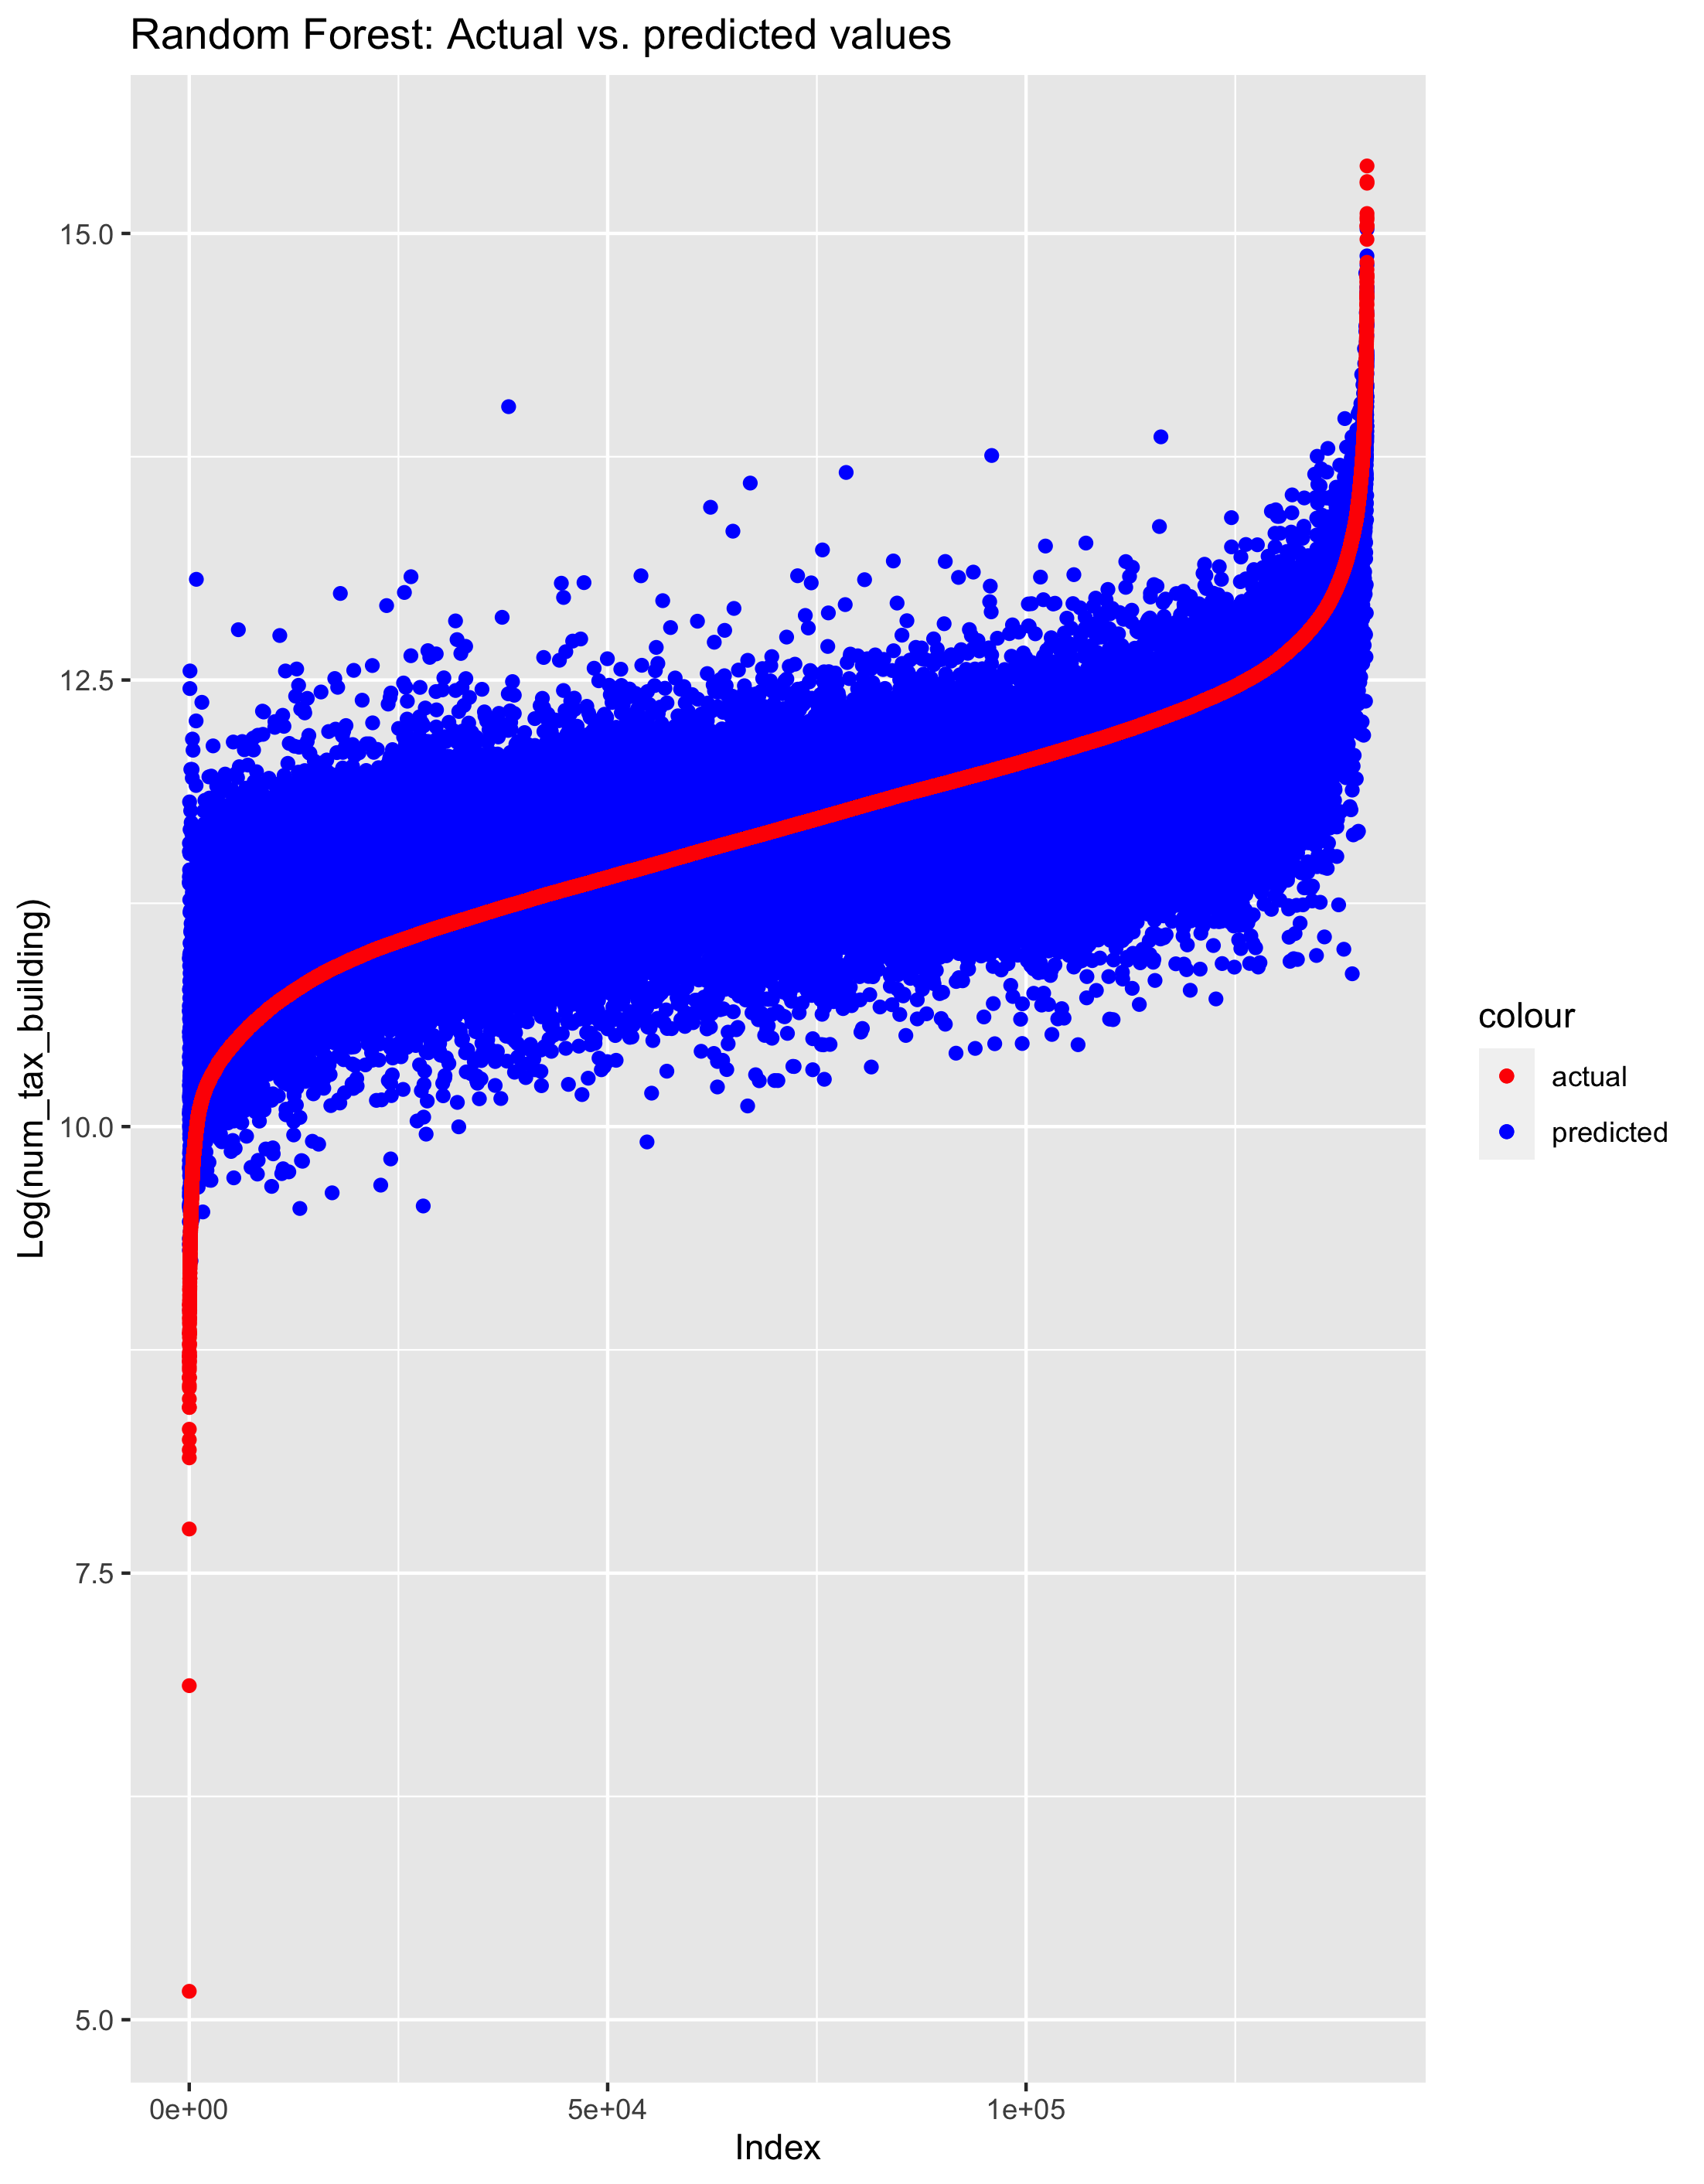 Random Forest: Actual vs. predicted values
15.0
12.5
10.0
7.5
5.0
Log(num_tax_building)
0e+00 5e+04 1e+05
Index
colour
actual
predicted